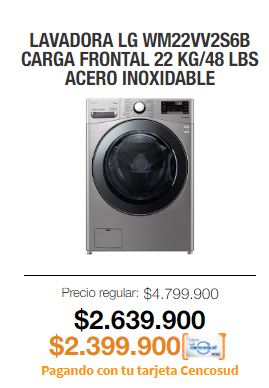 LAVADORA LG WM22VV2S6B
CARGA FRONTAL 22 KG/48 LBS
ACERO INOXIDABLE
Precio regular: $4.799.900
$2.639.900
$2.399.900
Pagando con tu tarjeta Cencosud